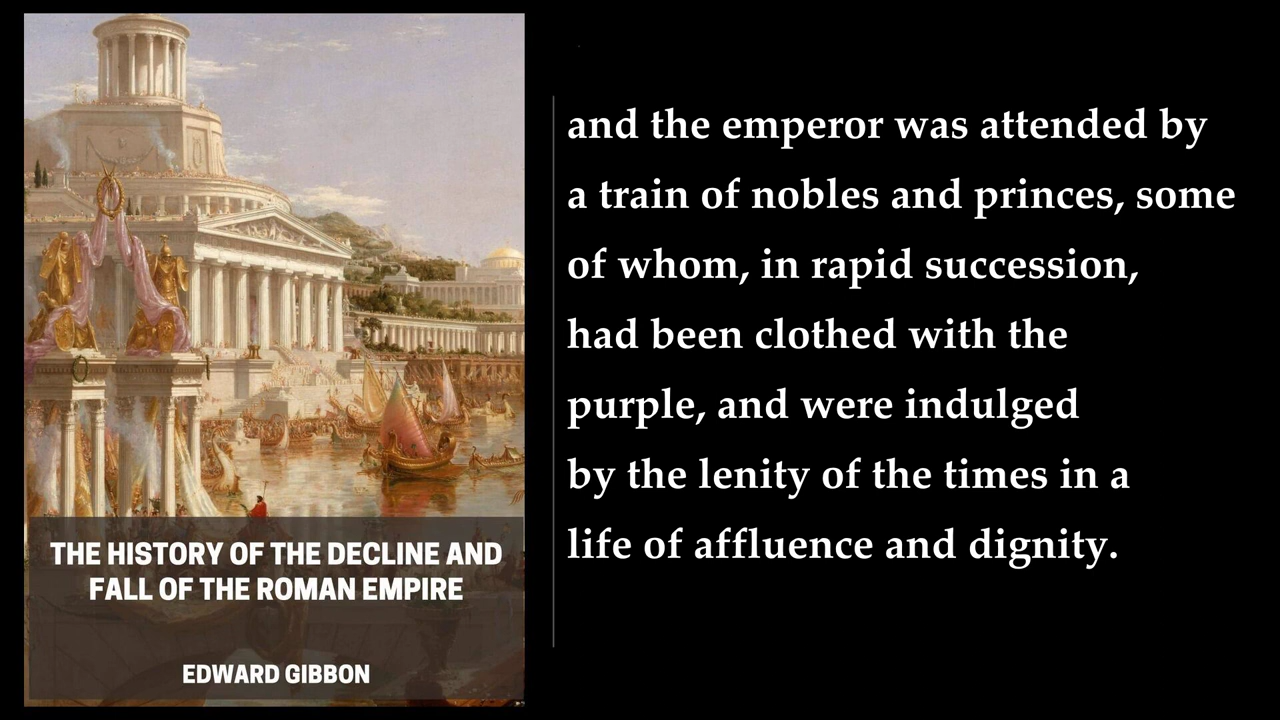 THE HISTORY OF THE DECLINE AND
FALL OF THE ROMAN EMPIRE
EDWARD GIBBON
and the emperor was attended by
a train of nobles and princes, some
of whom, in rapid succession,
had been clothed with the
purple, and were indulged
by the lenity of the times in a
life of affluence and dignity.